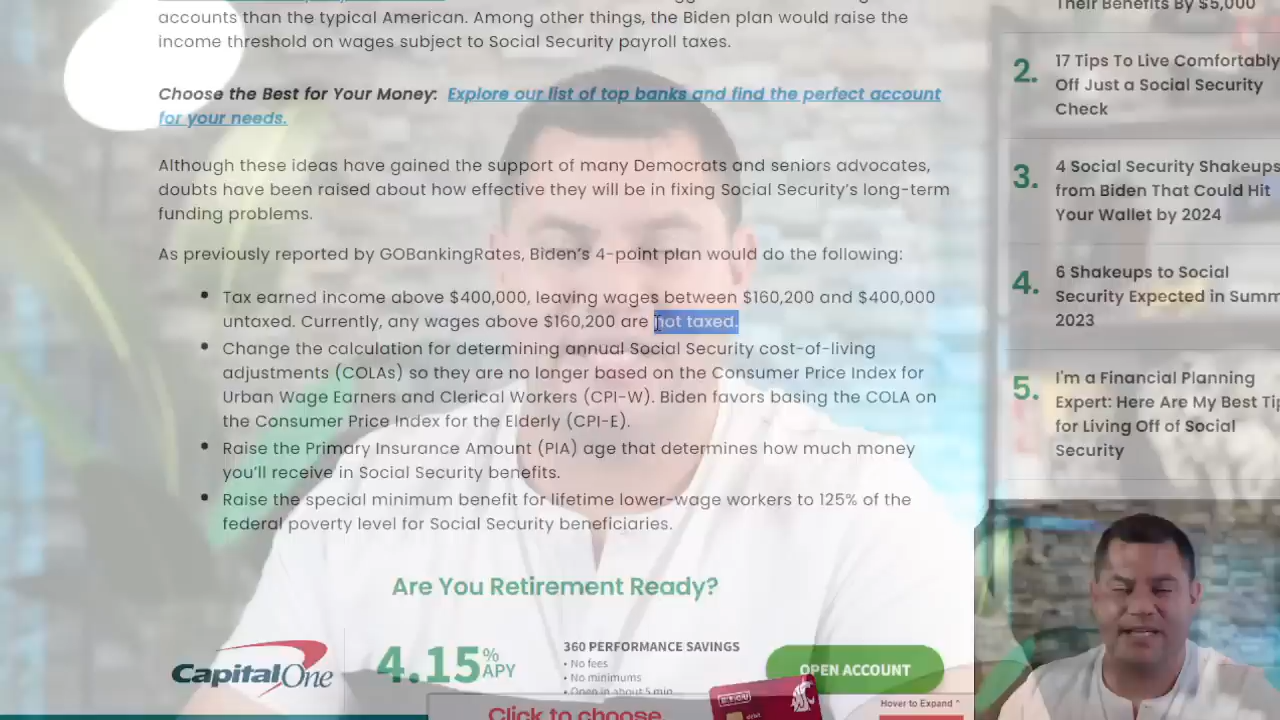 accounts than the typical American. Among other things, the Biden plan would raise the
income threshold on wages subject to Social Security payroll taxes.
Choose the Best for Your Money: Explore our list of top banks and find the perfect account
for your needs.
Although these ideas have gained the support of many Democrats and seniors advocates,
doubts have been raised about how effective they will be in fixing Social Security's long-term
funding problems.
As previously reported by GOBankingRates, Biden's 4-point plan would do the following:
• Tax earned income above $400,000, leaving wages between $160,200 and $400,000
untaxed. Currently, any wages above $160,200 are not taxed.
• Change the calculation for determining annual Social Security cost-of-living
adjustments (COLAs) so they are no longer based on the Consumer Price Index for
Urban Wage Earners and Clerical Workers (CPI-W). Biden favors basing the COLA on
the Consumer Price Index for the Elderly (CPI-E).
• Raise the Primary Insurance Amount (PIA) age that determines how much money
you'll receive in Social Security benefits.
• Raise the special minimum benefit for lifetime lower-wage workers to 125% of the
federal poverty level for Social Security beneficiaries.
Are You Retirement Ready?
CapitalOne
4.15% APY
360 PERFORMANCE SAVINGS
• No fees
• No minimums
• Open in about 5 min
OPEN ACCOUNT
Click to choose.
Hover to Expand ^
Their Benefits By $5,000
2. 17 Tips To Live Comfortably
Off Just a Social Security
Check
3. 4 Social Security Shakeups
from Biden That Could Hit
Your Wallet by 2024
4. 6 Shakeups to Social
Security Expected in Summ
2023
5. I'm a Financial Planning
Expert: Here Are My Best Tip
for Living Off of Social
Security